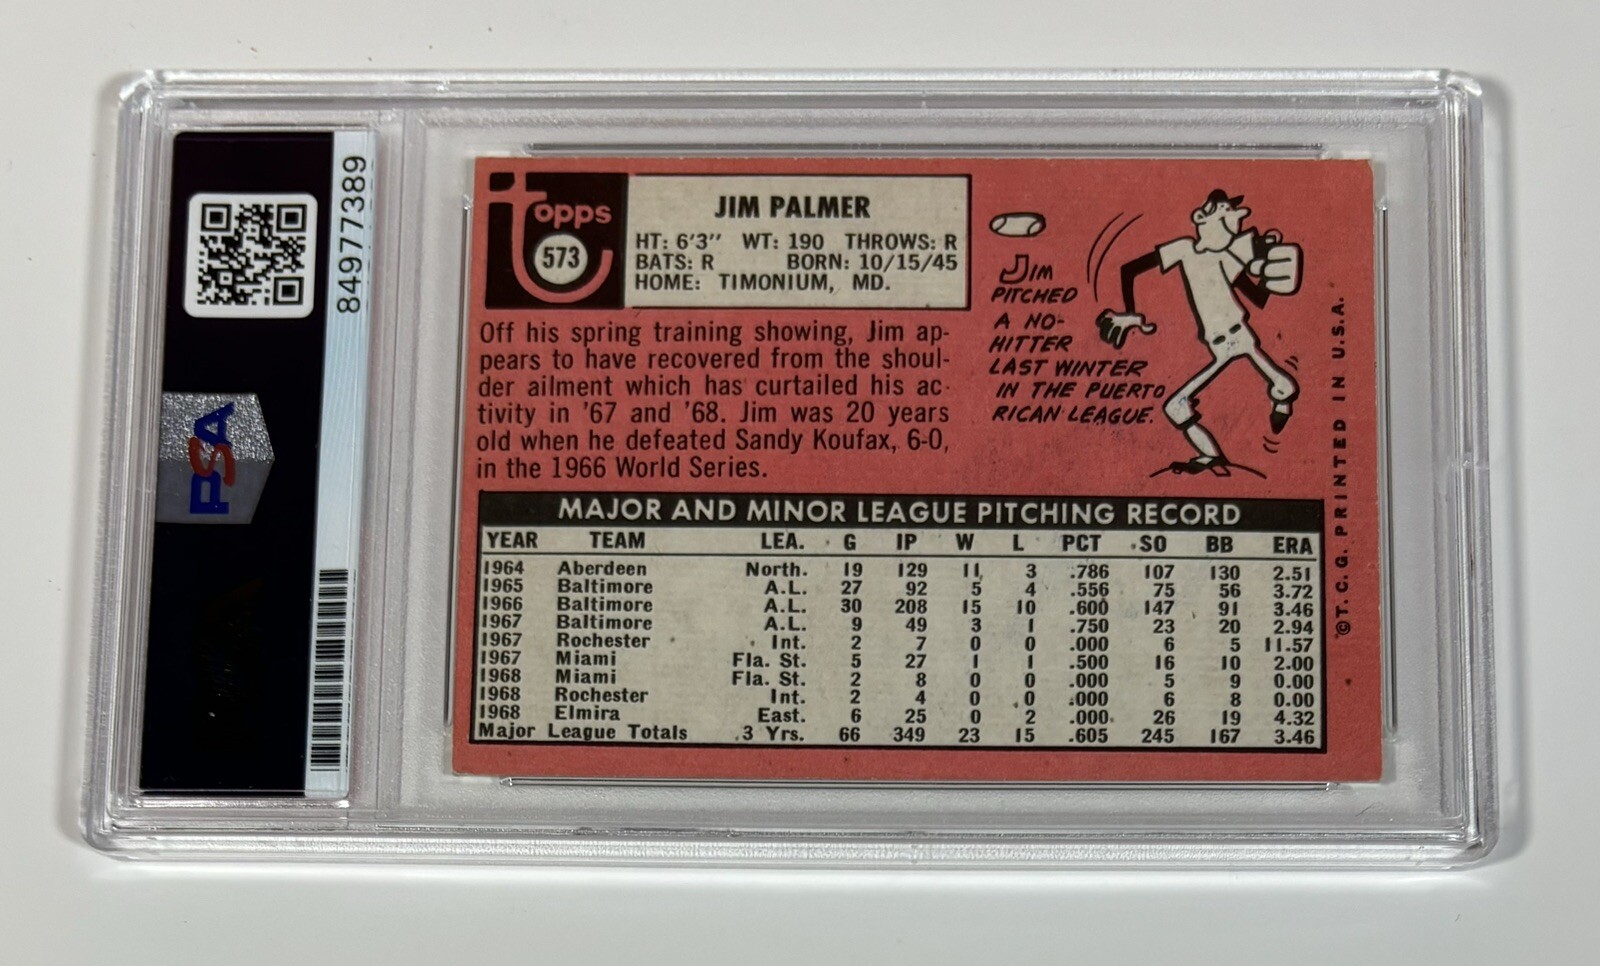 84977389
PSA
Topps
573
JIM PALMER
HT: 6'3" WT: 190 THROWS: R
BATS: R BORN: 10/15/45
HOME: TIMONIUM, MD.
Off his spring training showing, Jim ap-
pears to have recovered from the shoul-
der ailment which has curtailed his ac-
tivity in '67 and '68. Jim was 20 years
old when he defeated Sandy Koufax, 6-0,
in the 1966 World Series.
JIM
PITCHED
A NO-
HITTER
LAST WINTER
IN THE PUERTO
RICAN LEAGUE.
MAJOR AND MINOR LEAGUE PITCHING RECORD
YEAR TEAM LEA. G IP W L PCT SO BB ERA
1964 Aberdeen North. 19 129 11 3 .786 107 130 2.51
1965 Baltimore A.L. 27 92 5 4 .556 75 56 3.72
1966 Baltimore A.L. 30 208 15 10 .600 147 91 3.46
1967 Baltimore A.L. 9 49 3 1 .750 23 20 2.94
1967 Rochester Int. 2 7 0 0 .000 6 5 11.57
1967 Miami Fla. St. 5 27 1 1 .500 16 10 2.00
1968 Miami Fla. St. 2 8 0 0 .000 5 9 0.00
1968 Rochester Int. 2 4 0 0 .000 6 8 0.00
1968 Elmira East. 6 25 0 2 .000 26 19 4.32
Major League Totals 3 Yrs. 66 349 23 15 .605 245 167 3.46
©T.C.G. PRINTED IN U.S.A.